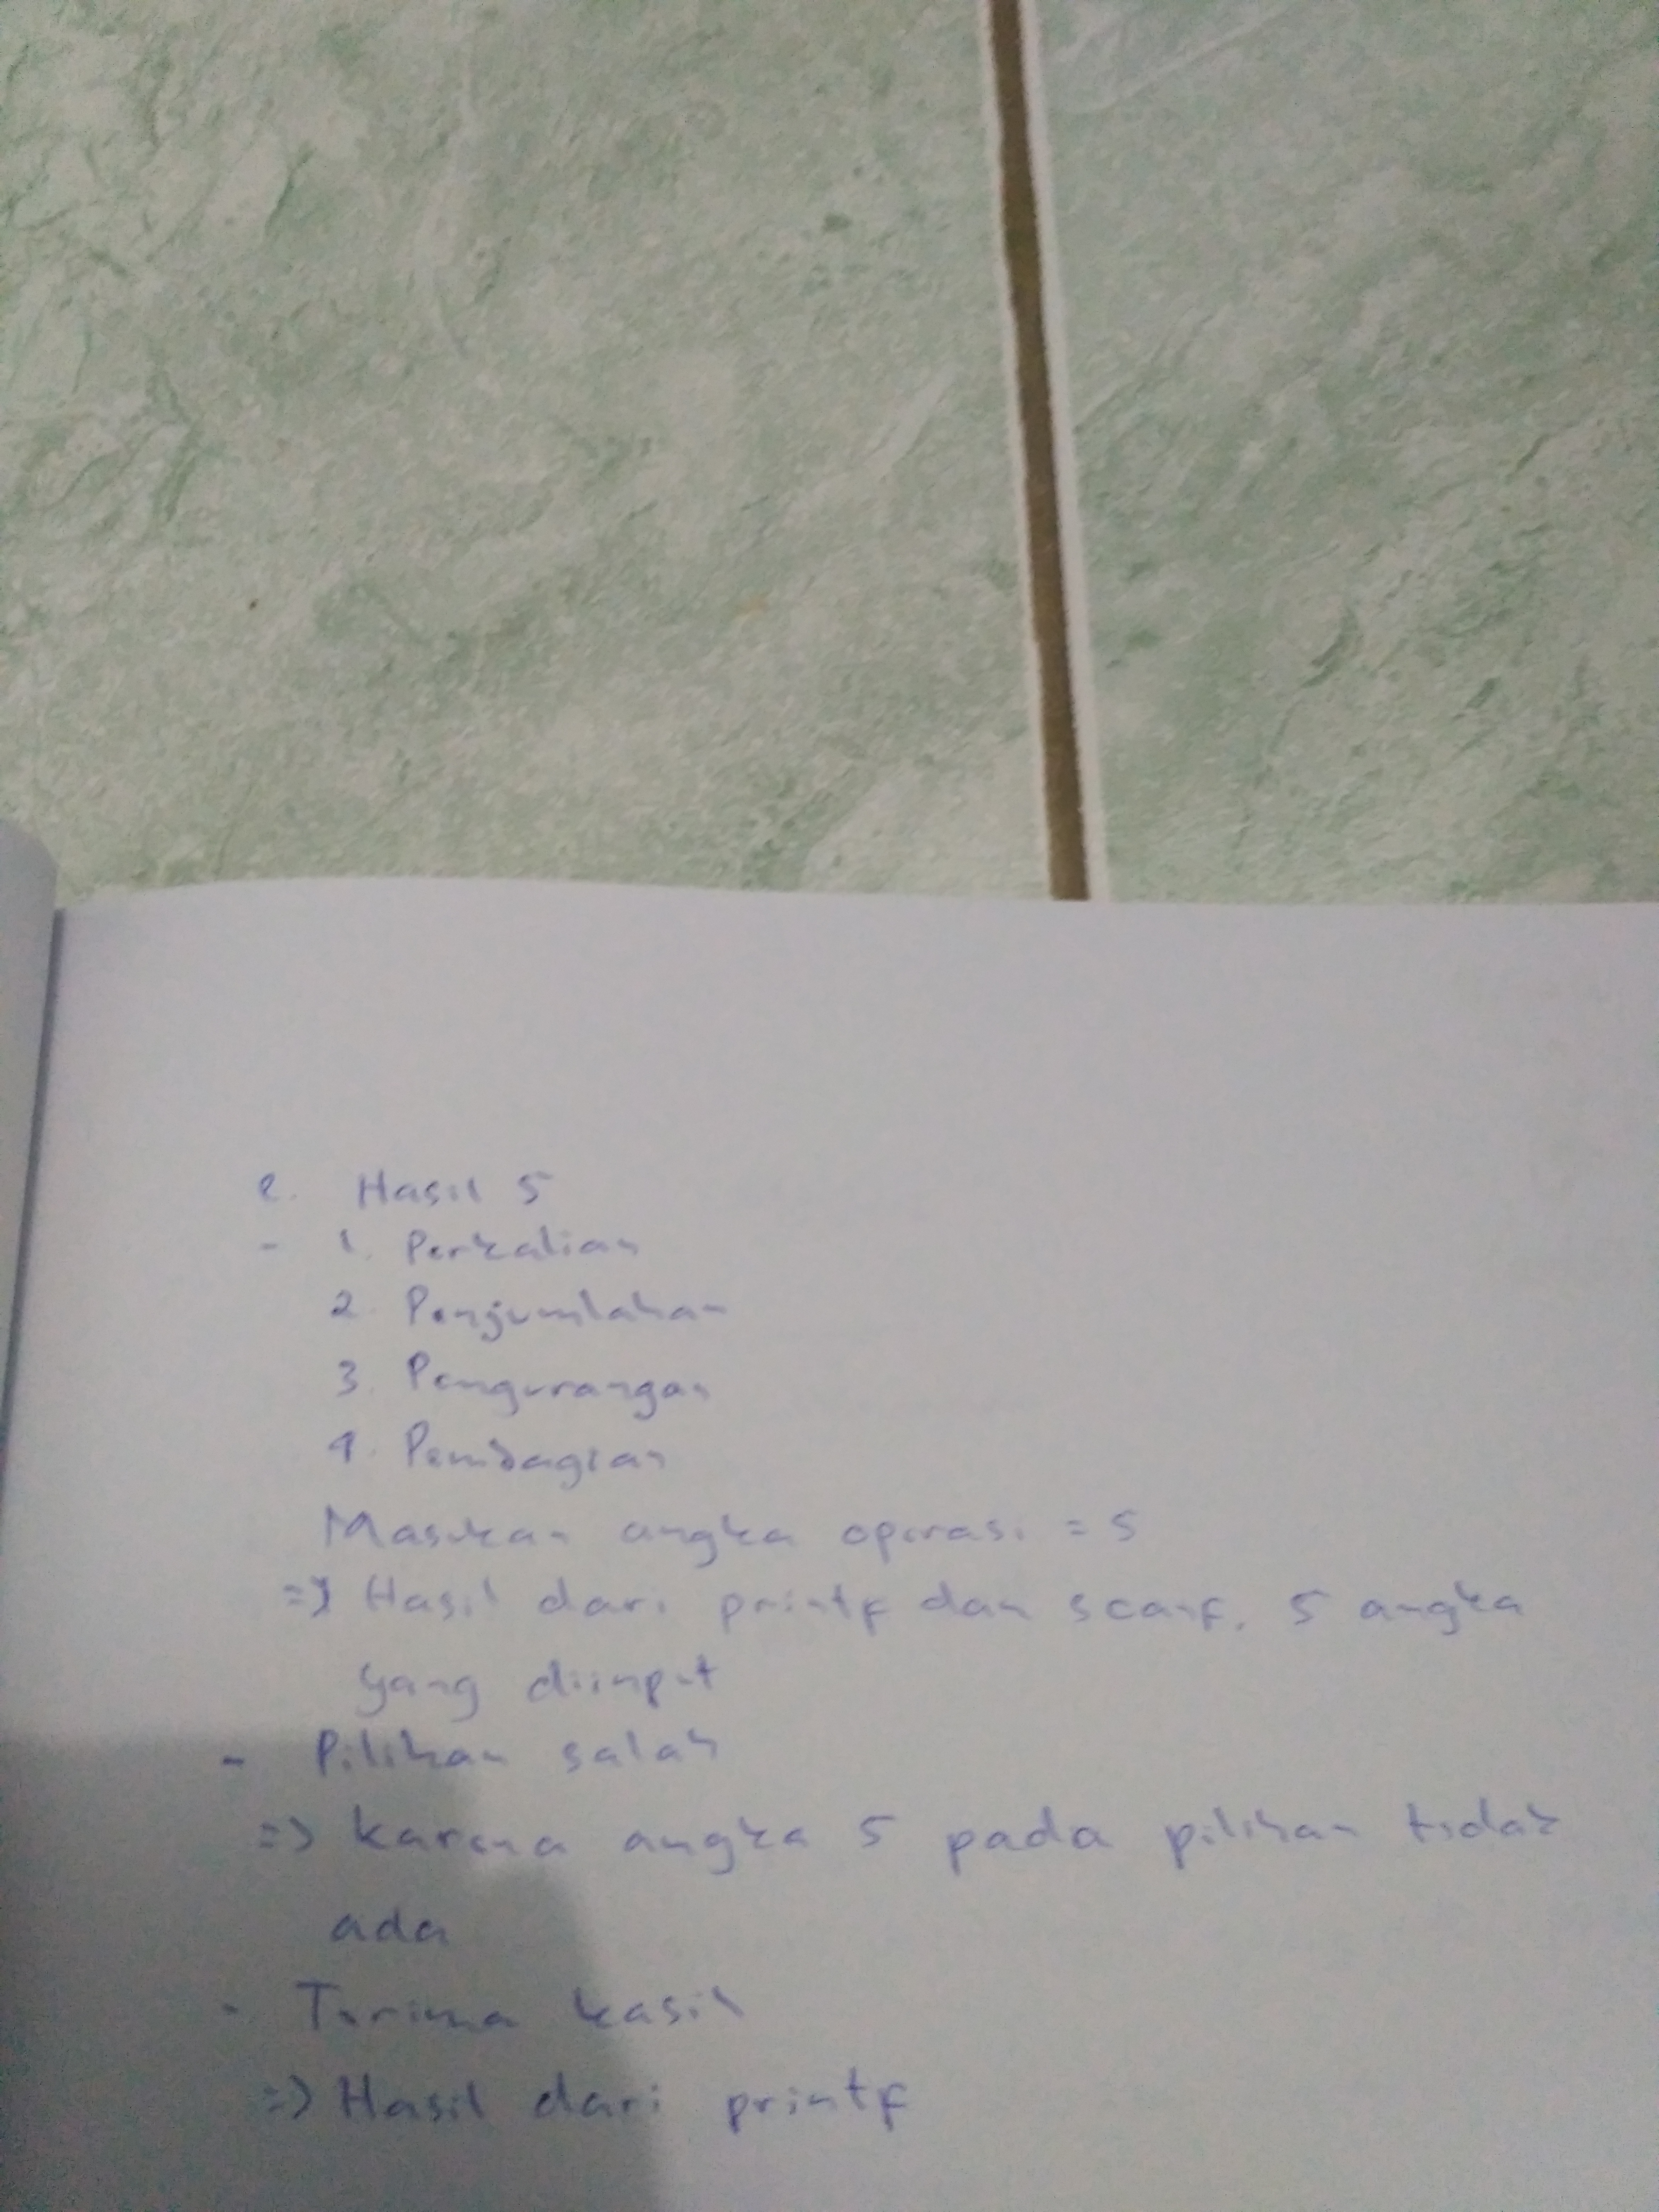 e. Hasil 5
- 1. Perkalian
2. Penjumlahan
3. Pengurangan
4. Pembagian
Masukan angka operasi = 5
=> Hasil dari printf dan scanf, 5 angka
yang diinput
- Pilihan salah
=> karena angka 5 pada pilihan tidak
ada
- Terima kasih
=> Hasil dari printf